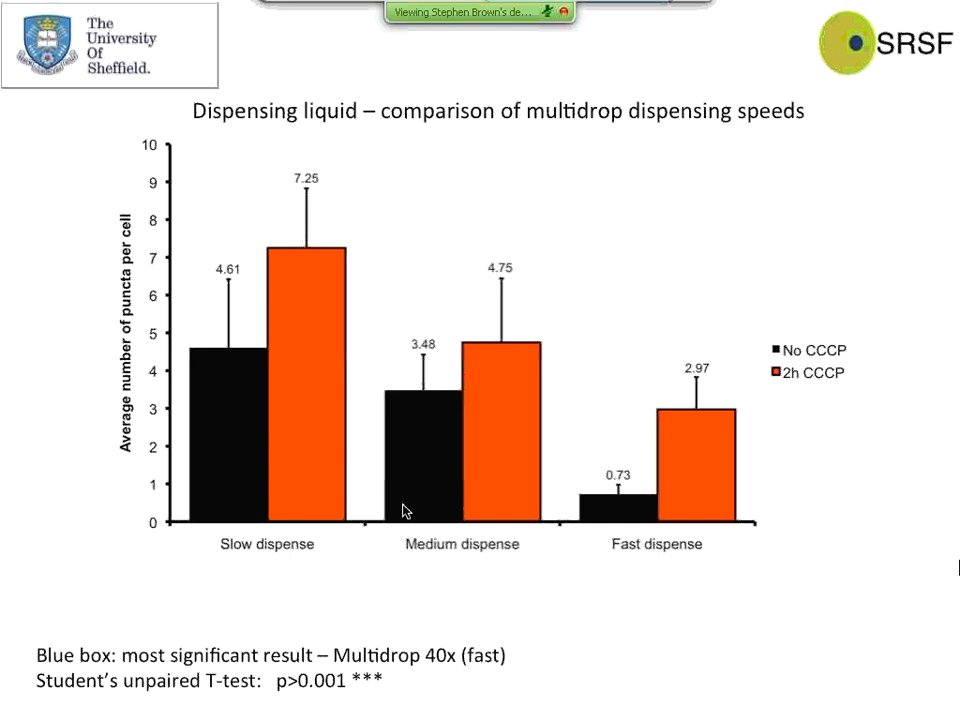 Viewing Stephen Brown's de...
The
University
Of
Sheffield.
SRSF
Dispensing liquid – comparison of multidrop dispensing speeds
Average number of puncta per cell
10
9
8
7
6
5
4
3
2
1
0
4.61
7.25
3.48
4.75
0.73
2.97
No CCCP
2h CCCP
Slow dispense
Medium dispense
Fast dispense
Blue box: most significant result – Multidrop 40x (fast)
Student's unpaired T-test: p>0.001 ***